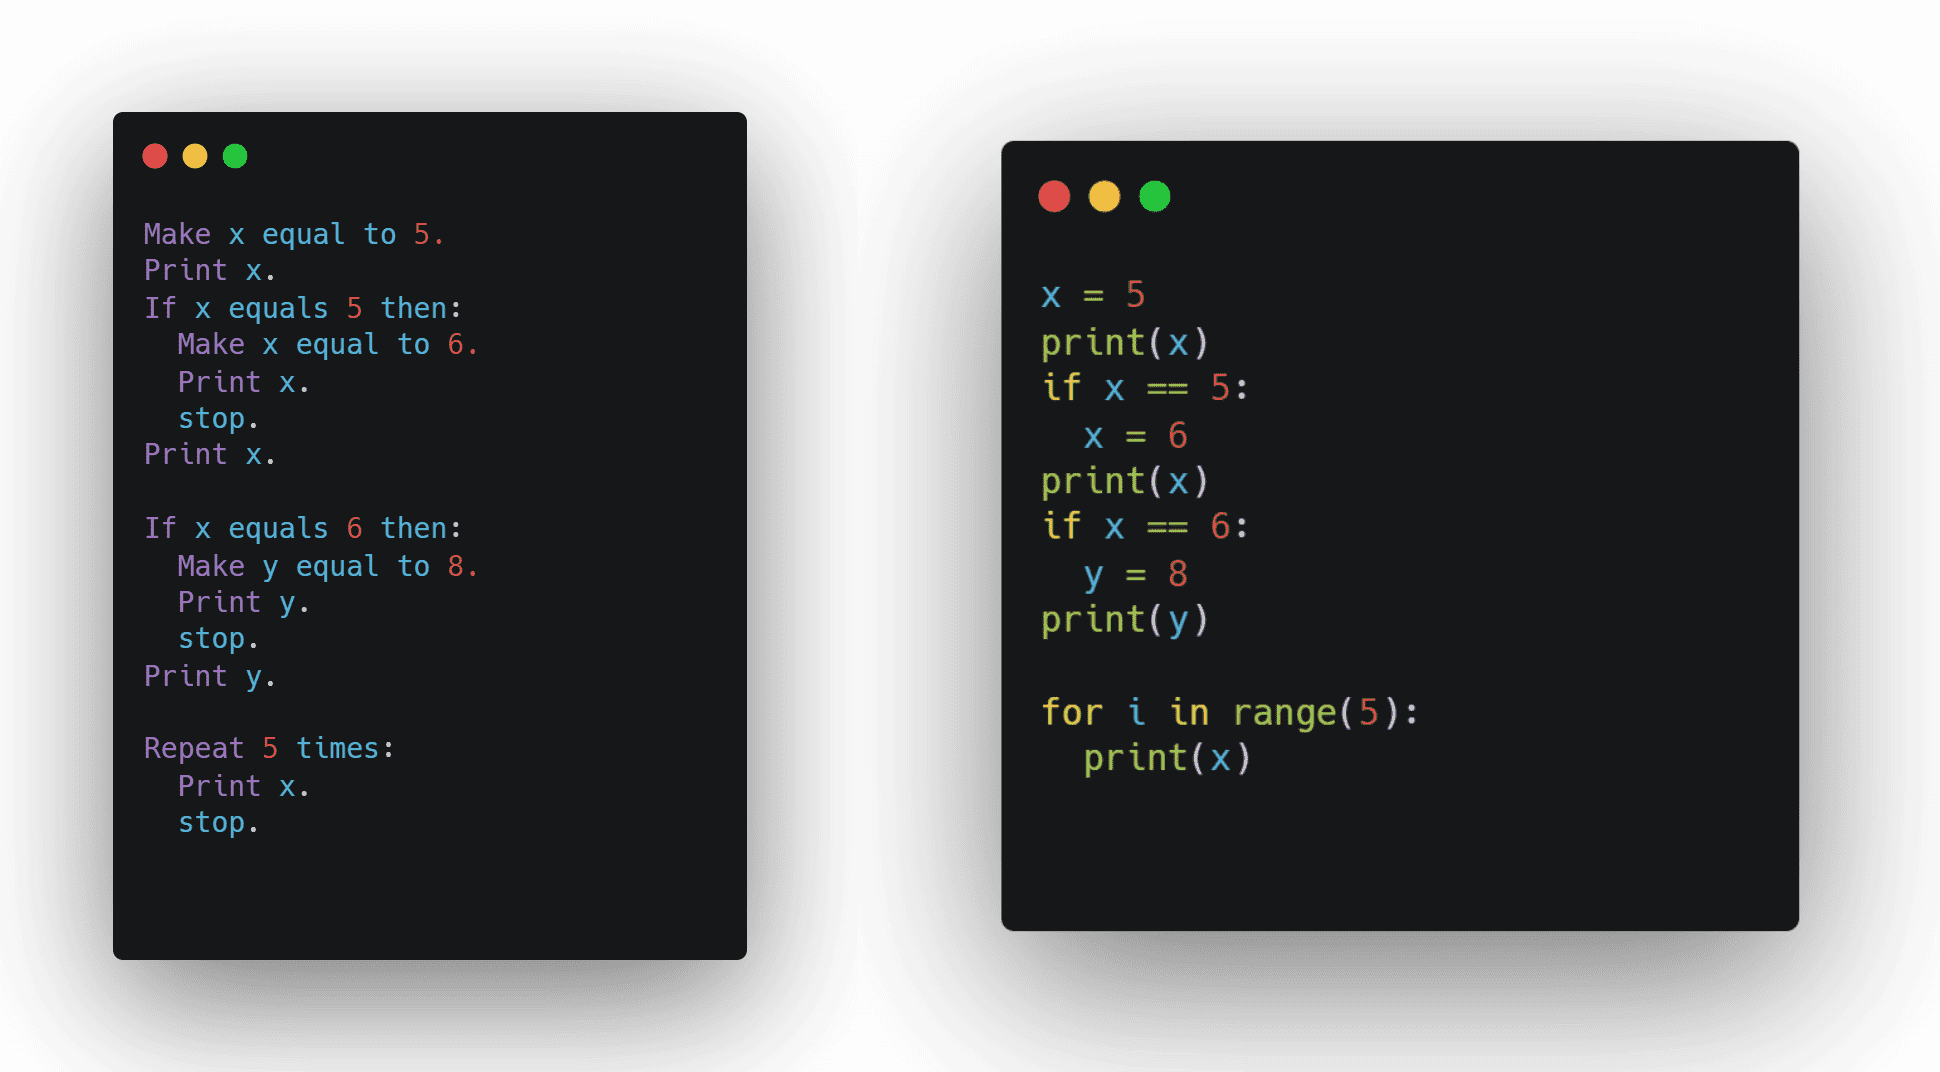 Make x equal to 5.
Print x.
If x equals 5 then:
  Make x equal to 6.
  Print x.
  stop.
Print x.

If x equals 6 then:
  Make y equal to 8.
  Print y.
  stop.
Print y.

Repeat 5 times:
  Print x.
  stop.

x = 5
print(x)
if x == 5:
  x = 6
print(x)
if x == 6:
  y = 8
print(y)

for i in range(5):
  print(x)